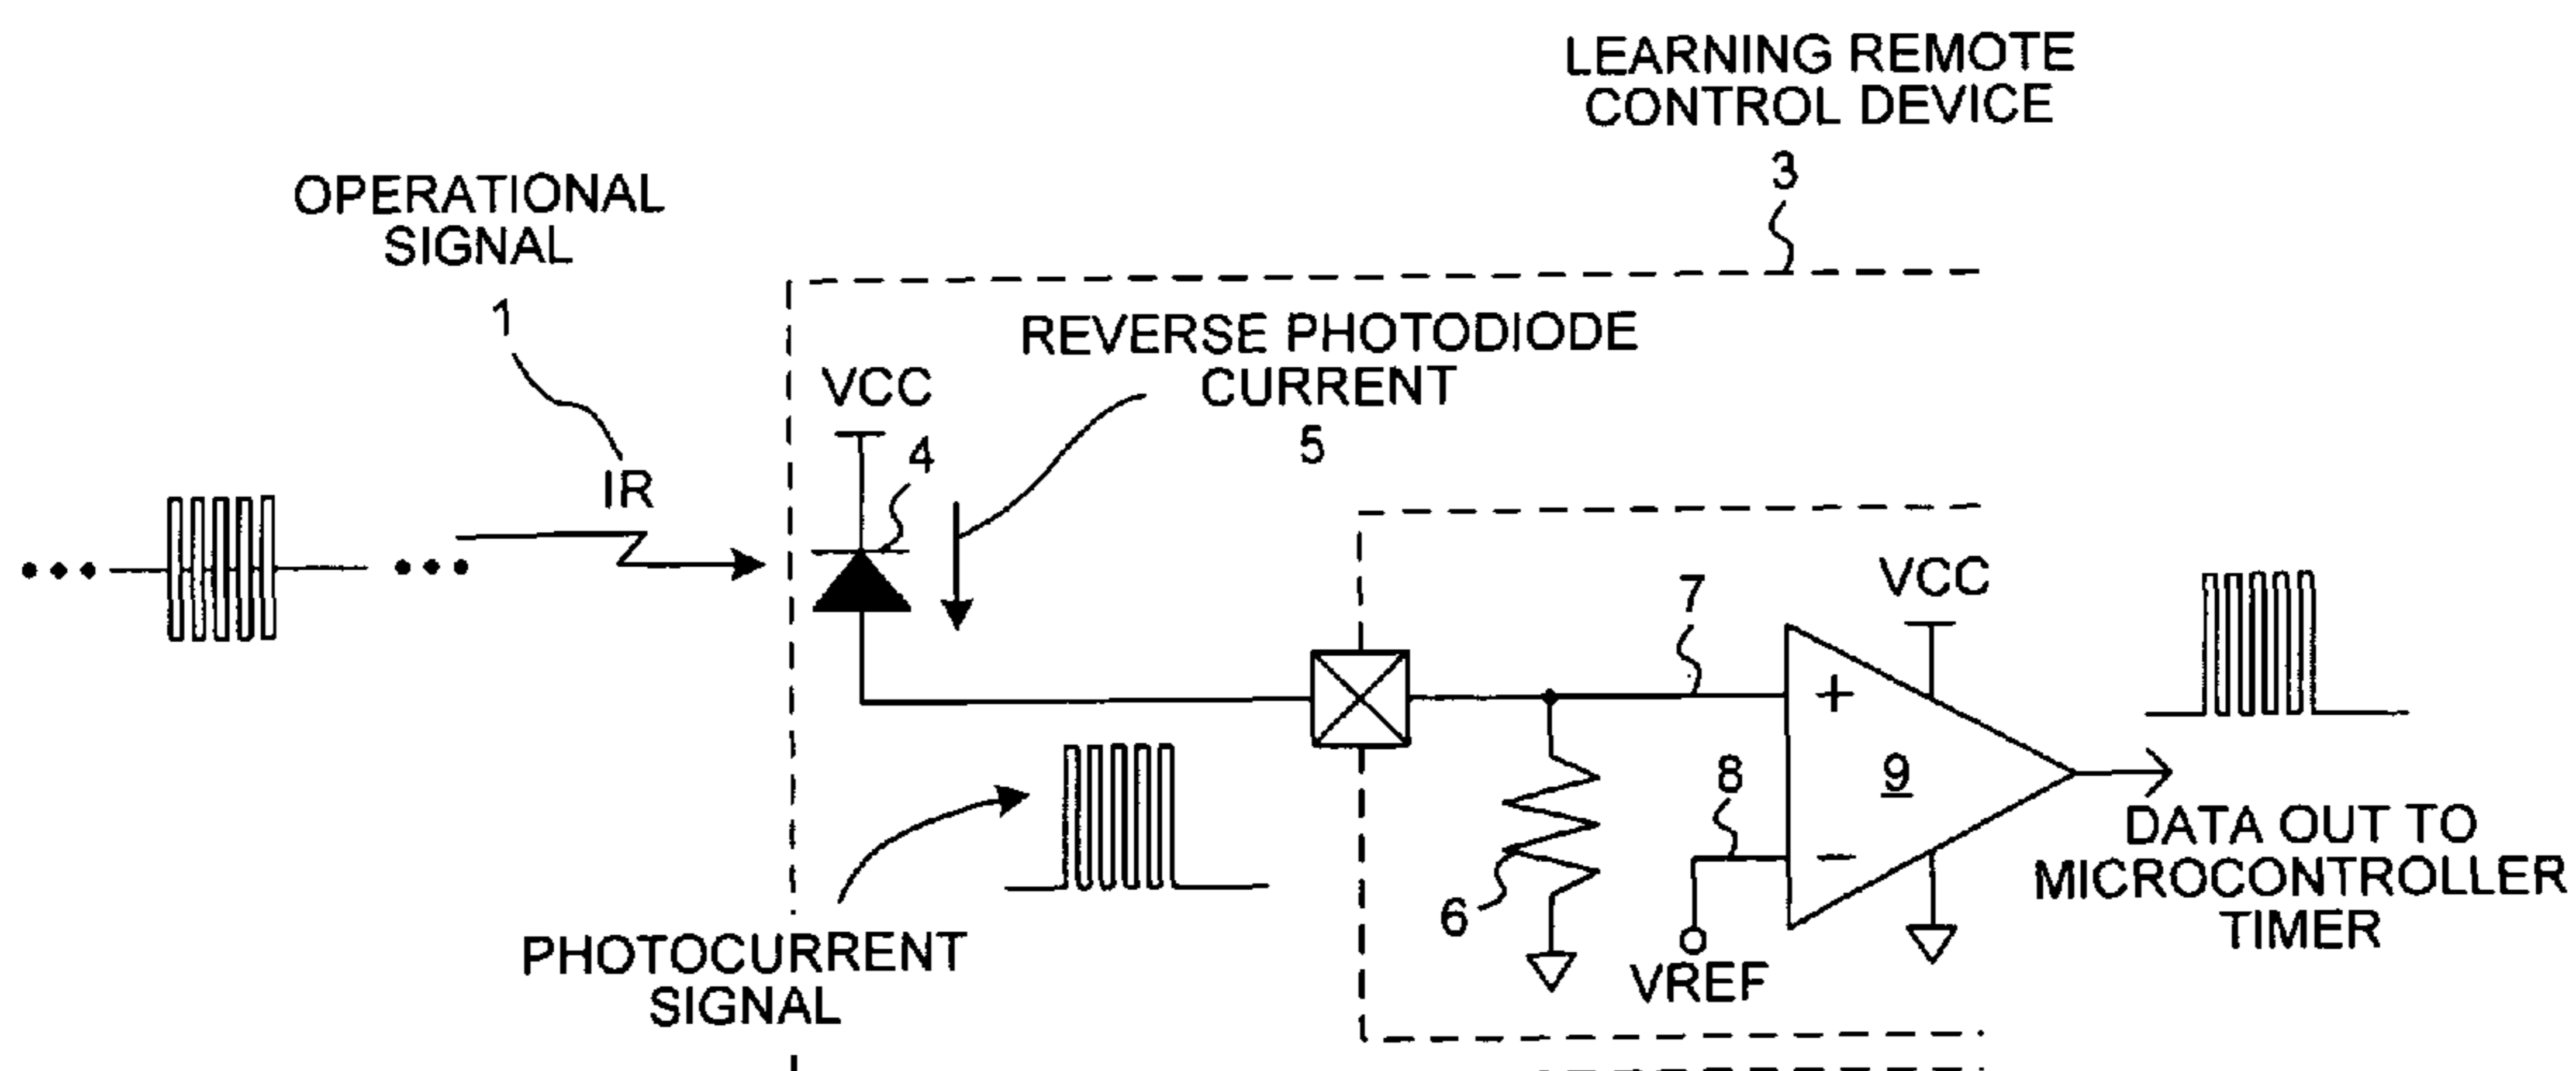 LEARNING REMOTE
CONTROL DEVICE
3
OPERATIONAL
SIGNAL
1
IR
REVERSE PHOTODIODE
CURRENT
5
VCC
4
7
VCC
+
8
9
−
6
VREF
DATA OUT TO
MICROCONTROLLER
TIMER
PHOTOCURRENT
SIGNAL